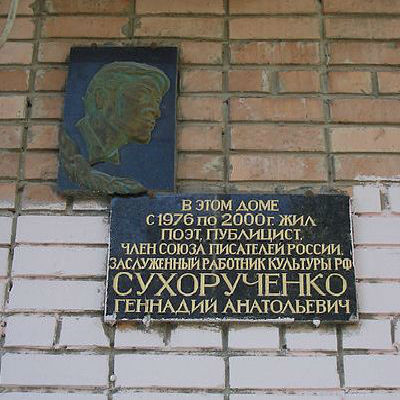 В ЭТОМ ДОМЕ
С 1976 ПО 2000 Г. ЖИЛ
ПОЭТ, ПУБЛИЦИСТ,
ЧЛЕН СОЮЗА ПИСАТЕЛЕЙ РОССИИ,
ЗАСЛУЖЕННЫЙ РАБОТНИК КУЛЬТУРЫ РФ
СУХОРУЧЕНКО
ГЕННАДИЙ АНАТОЛЬЕВИЧ